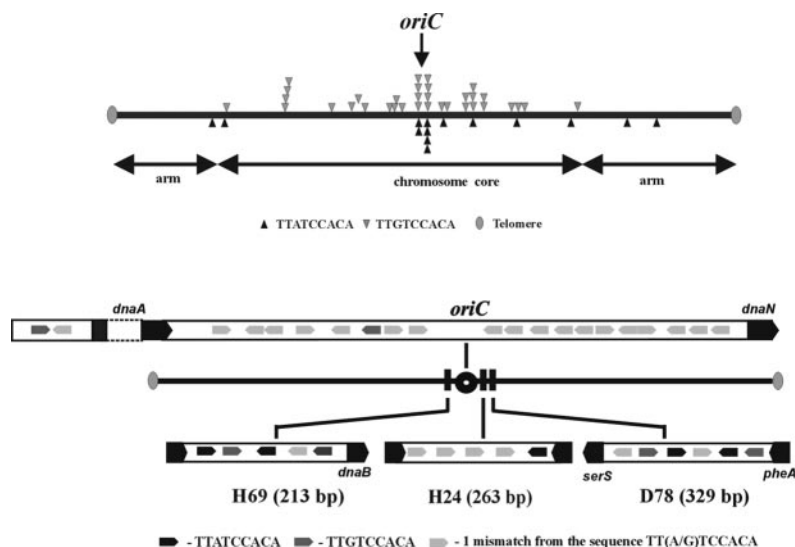 oriC
arm
chromosome core
arm
TTATCCACA TTGTCCACA Telomere
dnaA
oriC
dnaN
dnaB
serS
pheA
H69 (213 bp) H24 (263 bp) D78 (329 bp)
- TTATCCACA - TTGTCCACA - 1 mismatch from the sequence TT(A/G)TCCACA